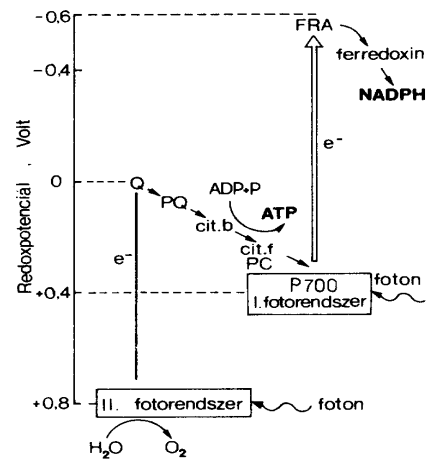 Redoxpotencial , Volt
-0.6
-0.4
0
+0.4
+0.8
FRA
ferredoxin
NADPH
e⁻
Q
PQ
cit.b
ADP+P
ATP
cit.f
PC
e⁻
P700
I. fotorendszer
foton
II. fotorendszer
foton
H₂O
O₂